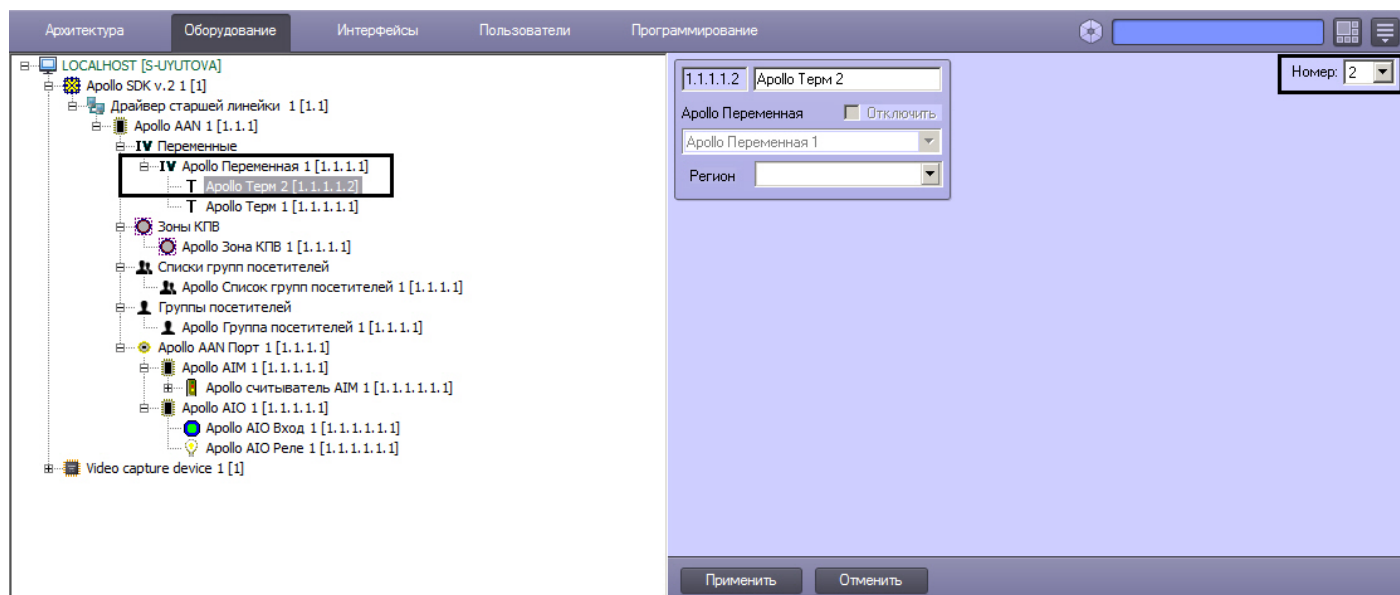 Архитектура Оборудование Интерфейсы Пользователи Программирование
LOCALHOST [S-UYUTOVA]
Apollo SDK v.2 1 [1]
Драйвер старшей линейки 1 [1.1]
Apollo AAN 1 [1.1.1]
IV Переменные
IV Apollo Переменная 1 [1.1.1.1]
T Apollo Терм 2 [1.1.1.1.2]
T Apollo Терм 1 [1.1.1.1.1]
Зоны КПВ
Apollo Зона КПВ 1 [1.1.1.1]
Списки групп посетителей
Apollo Список групп посетителей 1 [1.1.1.1]
Группы посетителей
Apollo Группа посетителей 1 [1.1.1.1]
Apollo AAN Порт 1 [1.1.1.1]
Apollo AIM 1 [1.1.1.1.1]
Apollo считыватель AIM 1 [1.1.1.1.1.1]
Apollo AIO 1 [1.1.1.1.1]
Apollo AIO Вход 1 [1.1.1.1.1.1]
Apollo AIO Реле 1 [1.1.1.1.1.1]
Video capture device 1 [1]
1.1.1.1.2 Apollo Терм 2
Apollo Переменная Отключить
Apollo Переменная 1
Регион
Номер: 2
Применить Отменить